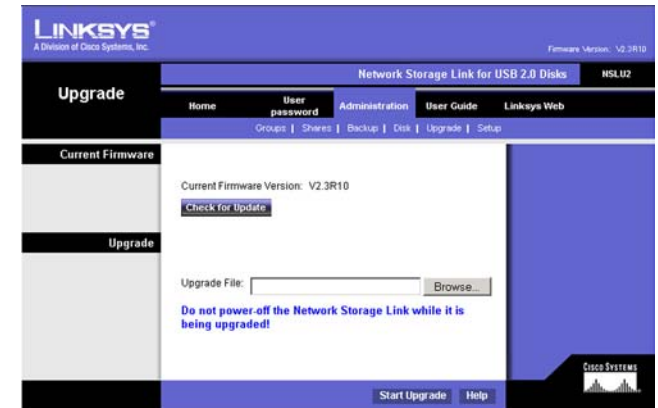 LINKSYS®
A Division of Cisco Systems, Inc.
Firmware Version: V2.3R10
Network Storage Link for USB 2.0 Disks NSLU2
Upgrade
Home User password Administration User Guide Linksys Web
Groups | Shares | Backup | Disk | Upgrade | Setup
Current Firmware
Current Firmware Version: V2.3R10
Check for Update
Upgrade
Upgrade File: Browse...
Do not power-off the Network Storage Link while it is
being upgraded!
CISCO SYSTEMS
Start Upgrade Help